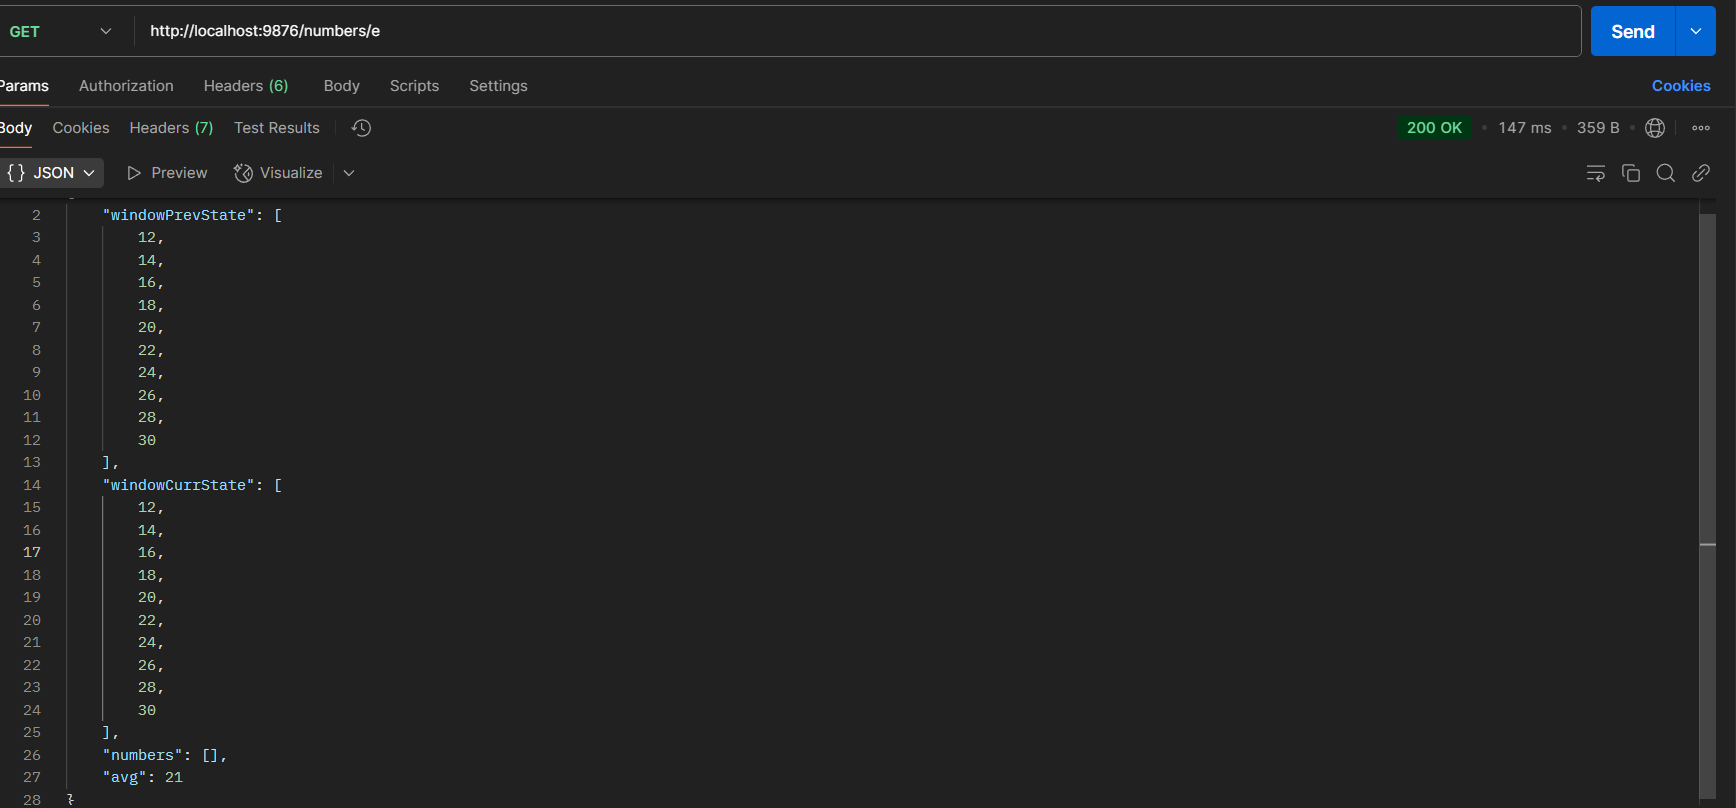 GET http://localhost:9876/numbers/e Send
Params Authorization Headers (6) Body Scripts Settings Cookies
Body Cookies Headers (7) Test Results 200 OK • 147 ms • 359 B •
{} JSON Preview Visualize
2 "windowPrevState": [
3 12,
4 14,
5 16,
6 18,
7 20,
8 22,
9 24,
10 26,
11 28,
12 30
13 ],
14 "windowCurrState": [
15 12,
16 14,
17 16,
18 18,
19 20,
20 22,
21 24,
22 26,
23 28,
24 30
25 ],
26 "numbers": [],
27 "avg": 21
28 }